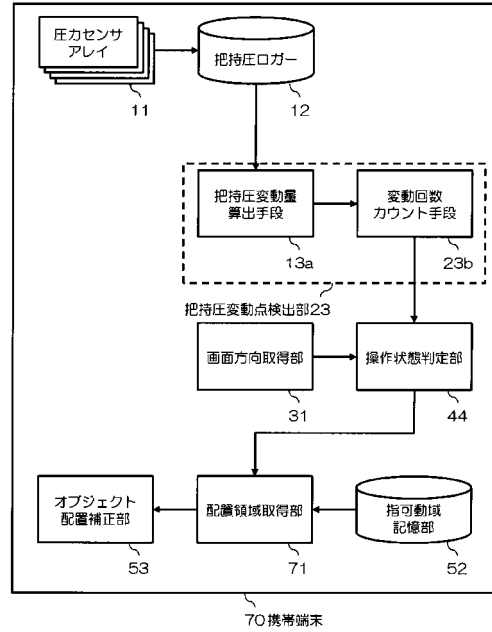 圧力センサ
アレイ
11
把持圧ロガー
12
把持圧変動量
算出手段
13a
変動回数
カウント手段
23b
把持圧変動点検出部23
画面方向取得部
31
操作状態判定部
44
オブジェクト
配置補正部
53
配置領域取得部
71
指可動域
記憶部
52
70携帯端末